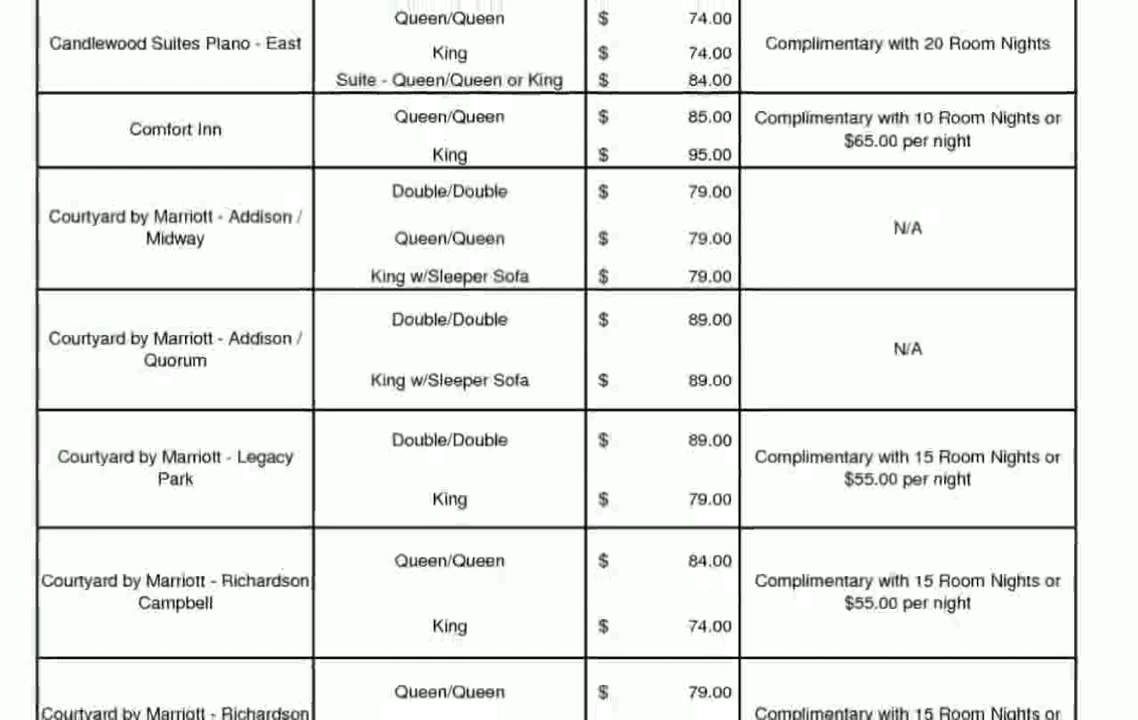 Queen/Queen $ 74.00
Candlewood Suites Plano - East King $ 74.00 Complimentary with 20 Room Nights
Suite - Queen/Queen or King $ 84.00
Comfort Inn Queen/Queen $ 85.00 Complimentary with 10 Room Nights or
King $ 95.00 $65.00 per night
Courtyard by Marriott - Addison / Double/Double $ 79.00
Midway Queen/Queen $ 79.00 N/A
King w/Sleeper Sofa $ 79.00
Courtyard by Marriott - Addison / Double/Double $ 89.00 N/A
Quorum King w/Sleeper Sofa $ 89.00
Courtyard by Marriott - Legacy Double/Double $ 89.00 Complimentary with 15 Room Nights or
Park King $ 79.00 $55.00 per night
Courtyard by Marriott - Richardson Queen/Queen $ 84.00 Complimentary with 15 Room Nights or
Campbell King $ 74.00 $55.00 per night
Queen/Queen $ 79.00
Courtyard by Marriott - Richardson Complimentary with 15 Room Nights or